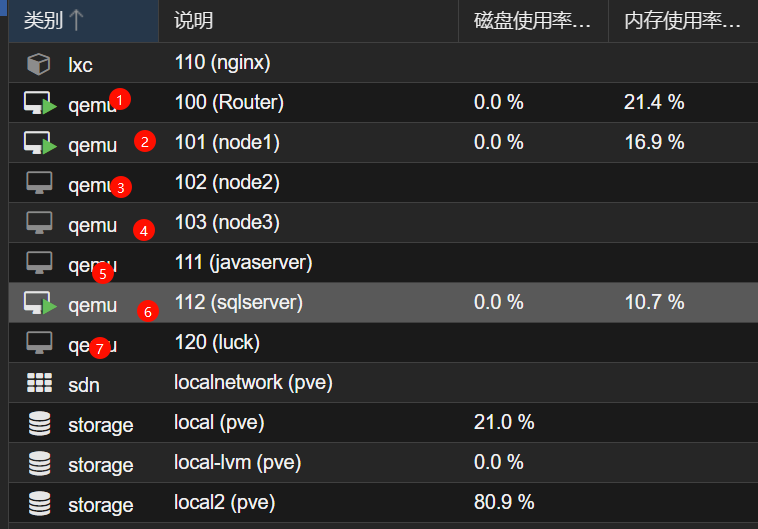 类别 说明 磁盘使用率... 内存使用率...
lxc 110 (nginx)
qemu 1 100 (Router) 0.0 % 21.4 %
qemu 2 101 (node1) 0.0 % 16.9 %
qemu 3 102 (node2)
qemu 4 103 (node3)
qemu 5 111 (javaserver)
qemu 6 112 (sqlserver) 0.0 % 10.7 %
qemu 7 120 (luck)
sdn localnetwork (pve)
storage local (pve) 21.0 %
storage local-lvm (pve) 0.0 %
storage local2 (pve) 80.9 %